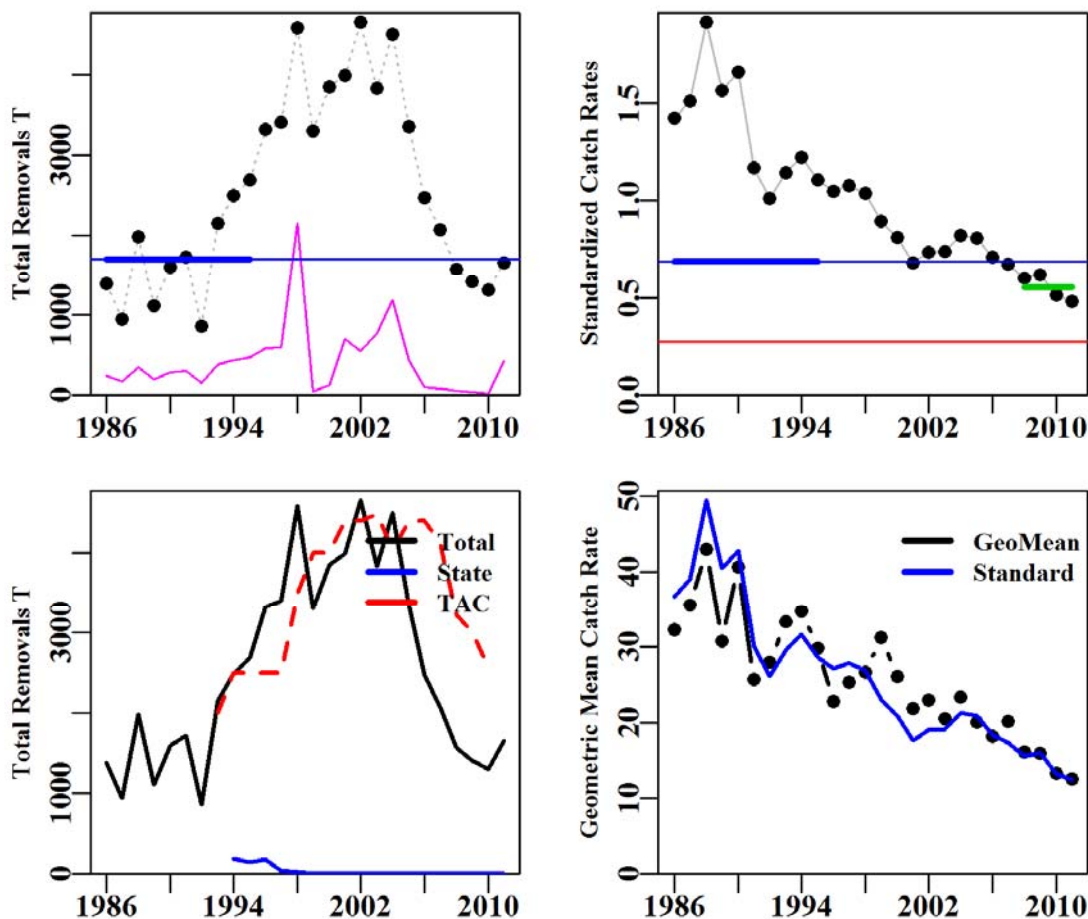 Total Removals T
3000
1000
0
1986 1994 2002 2010
Standardized Catch Rates
1.5
1.0
0.5
0.0
1986 1994 2002 2010
Total Removals T
3000
1000
0
Total
State
TAC
1986 1994 2002 2010
Geometric Mean Catch Rate
50
40
30
20
10
0
GeoMean
Standard
1986 1994 2002 2010